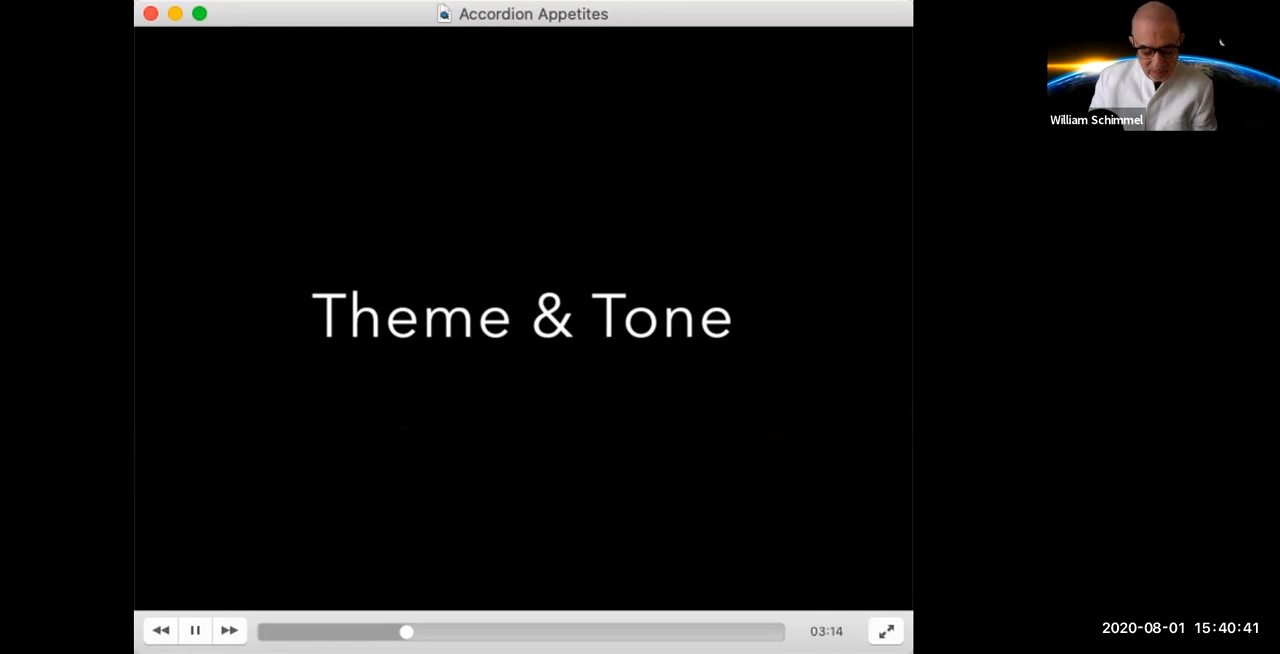 Accordion Appetites
William Schimmel
Theme & Tone
03:14
2020-08-01 15:40:41